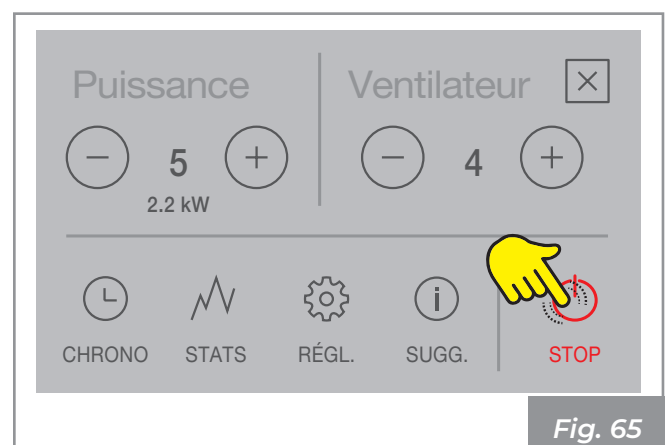 Puissance Ventilateur
5 4
2.2 kW
CHRONO STATS RÉGL. SUGG. STOP
Fig. 65